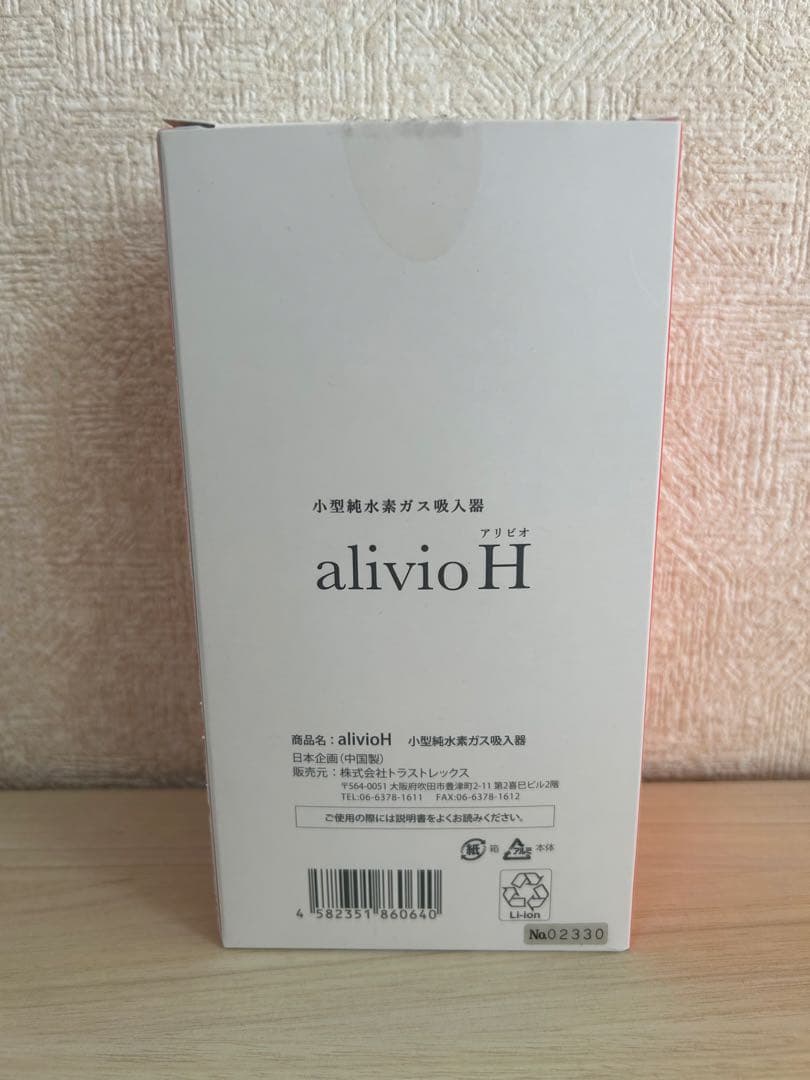 小型純水素ガス吸入器
アリビオ
alivio H
商品名：alivioH 小型純水素ガス吸入器
日本企画（中国製）
販売元：株式会社トラストレックス
〒564-0051 大阪府吹田市豊津町2-11 第2喜巳ビル2階
TEL:06-6378-1611 FAX:06-6378-1612
ご使用の際には説明書をよくお読みください。
紙 箱 アルミ 本体
4 582351 860640
Li-ion
No.02330